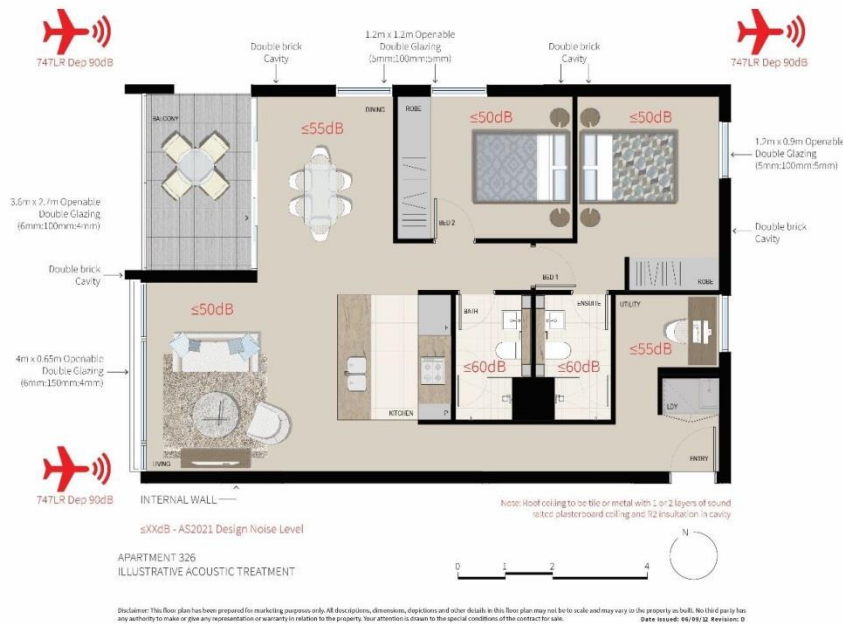 747LR Dep 90dB
Double brick
Cavity
1.2m x 1.2m Openable
Double Glazing
(5mm:100mm:5mm)
Double brick
Cavity
747LR Dep 90dB
BALCONY
DINING
≤55dB
ROBE
≤50dB
≤50dB
1.2m x 0.9m Openable
Double Glazing
(5mm:100mm:5mm)
3.6m x 2.7m Openable
Double Glazing
(6mm:100mm:4mm)
BED 2
Double brick
Cavity
Double brick
Cavity
BED 1
ROBE
≤50dB
BATH
ENSUITE
UTILITY
F
≤60dB
≤60dB
≤55dB
4m x 0.65m Openable
Double Glazing
(6mm:150mm:4mm)
KITCHEN
P
LDY
LIVING
ENTRY
747LR Dep 90dB
INTERNAL WALL
Note: Roof ceiling to be tile or metal with 1 or 2 layers of sound
rated plasterboard ceiling and R2 insultation in cavity
≤XXdB - AS2021 Design Noise Level
N
APARTMENT 326
ILLUSTRATIVE ACOUSTIC TREATMENT
0 1 2 4
Disclaimer: This floor plan has been prepared for marketing purposes only. All descriptions, dimensions, depictions and other details in this floor plan may not be to scale and may vary to the property as built. No third party has
any authority to make or give any representation or warranty in relation to the property. Your attention is drawn to the special conditions of the contract for sale. Date Issued: 06/09/12 Revision: D